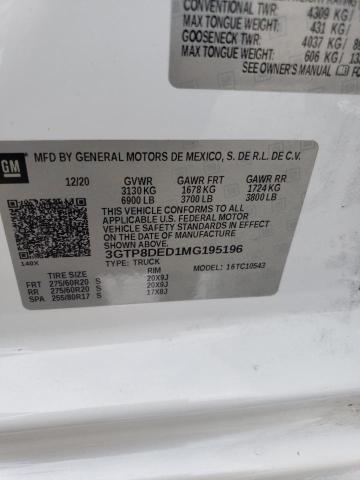 CONVENTIONAL TWR: 4309 KG
MAX TONGUE WEIGHT: 431 KG
GOOSENECK TWR: 4037 KG
MAX TONGUE WEIGHT: 606 KG
SEE OWNER'S MANUAL FOR
GM
MFD BY GENERAL MOTORS DE MEXICO, S. DE R.L. DE C.V.
12/20 GVWR GAWR FRT GAWR RR
3130 KG 1678 KG 1724 KG
6900 LB 3700 LB 3800 LB
THIS VEHICLE CONFORMS TO ALL
APPLICABLE U.S. FEDERAL MOTOR
VEHICLE SAFETY STANDARDS IN
EFFECT ON THE DATE OF
MANUFACTURE SHOWN ABOVE.
3GTP8DED1MG195196
140X TYPE: TRUCK
TIRE SIZE RIM MODEL: 16TC10543
FRT 275/60R20 S 20X9J
RR 275/60R20 S 20X9J
SPA 255/80R17 S 17X8J